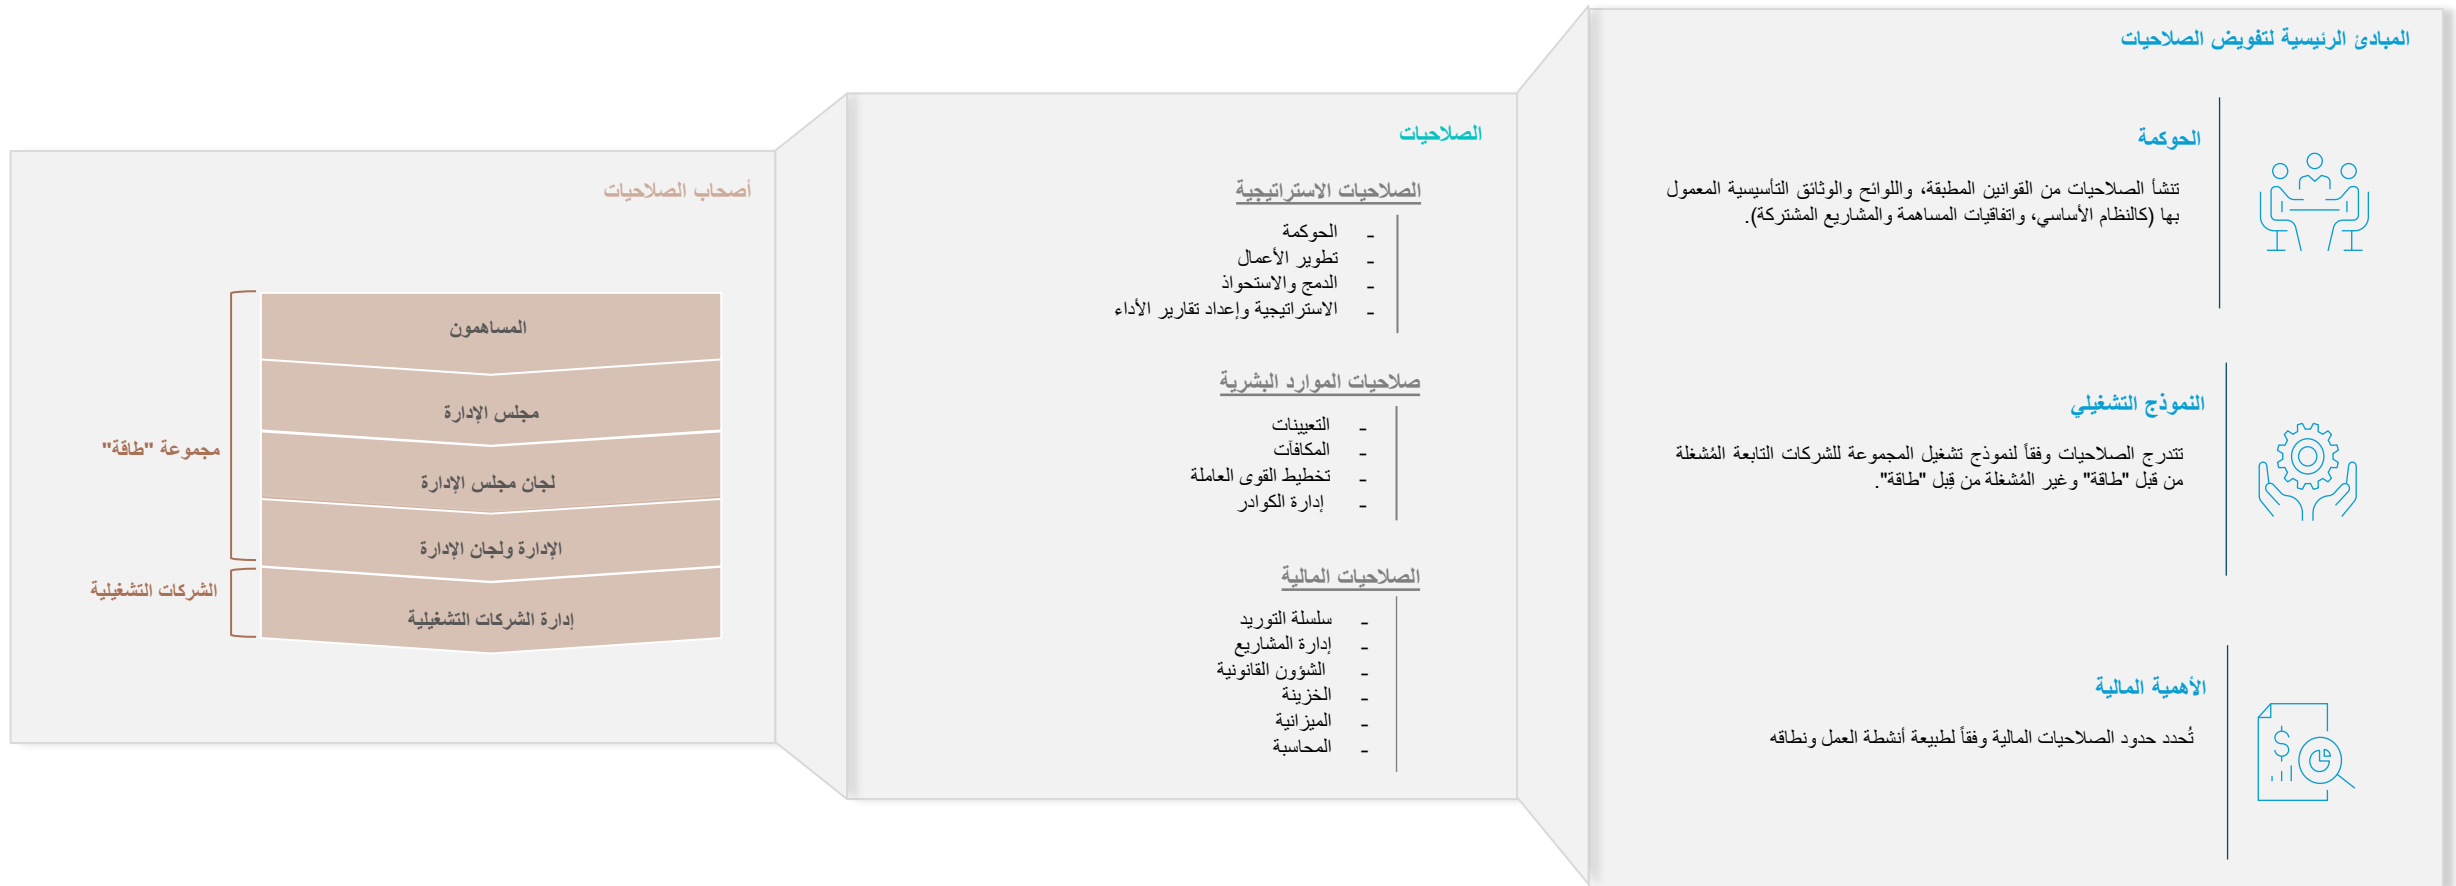 المبادئ الرئيسية لتفويض الصلاحيات
الحوكمة
تنشأ الصلاحيات من القوانين المطبقة، واللوائح والوثائق التأسيسية المعمول
بها (كالنظام الأساسي، واتفاقيات المساهمة والمشاريع المشتركة).
النموذج التشغيلي
تتدرج الصلاحيات وفقاً لنموذج تشغيل المجموعة للشركات التابعة المُشغلة
من قبل "طاقة" وغير المُشغلة من قِبل "طاقة".
الأهمية المالية
تُحدد حدود الصلاحيات المالية وفقاً لطبيعة أنشطة العمل ونطاقه
الصلاحيات
الصلاحيات الاستراتيجية
- الحوكمة
- تطوير الأعمال
- الدمج والاستحواذ
- الاستراتيجية وإعداد تقارير الأداء
صلاحيات الموارد البشرية
- التعيينات
- المكافآت
- تخطيط القوى العاملة
- إدارة الكوادر
الصلاحيات المالية
- سلسلة التوريد
- إدارة المشاريع
- الشؤون القانونية
- الخزينة
- الميزانية
- المحاسبة
أصحاب الصلاحيات
المساهمون
مجلس الإدارة
لجان مجلس الإدارة
الإدارة ولجان الإدارة
إدارة الشركات التشغيلية
مجموعة "طاقة"
الشركات التشغيلية